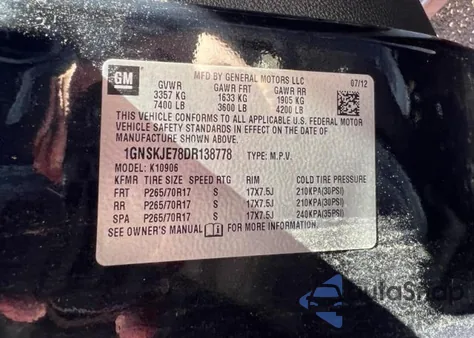 GM
MFD BY GENERAL MOTORS LLC
07/12
GVWR GAWR FRT GAWR RR
3357 KG 1633 KG 1905 KG
7400 LB 3600 LB 4200 LB
THIS VEHICLE CONFORMS TO ALL APPLICABLE U.S. FEDERAL MOTOR
VEHICLE SAFETY STANDARDS IN EFFECT ON THE DATE OF
MANUFACTURE SHOWN ABOVE.
1GNSKJE78DR138778 TYPE: M.P.V.
MODEL: K10906
KFMR TIRE SIZE SPEED RTG RIM COLD TIRE PRESSURE
FRT P265/70R17 S 17X7.5J 210KPA(30PSI)
RR P265/70R17 S 17X7.5J 210KPA(30PSI)
SPA P265/70R17 S 17X7.5J 240KPA(35PSI)
SEE OWNER'S MANUAL FOR MORE INFORMATION.
AutoSnap